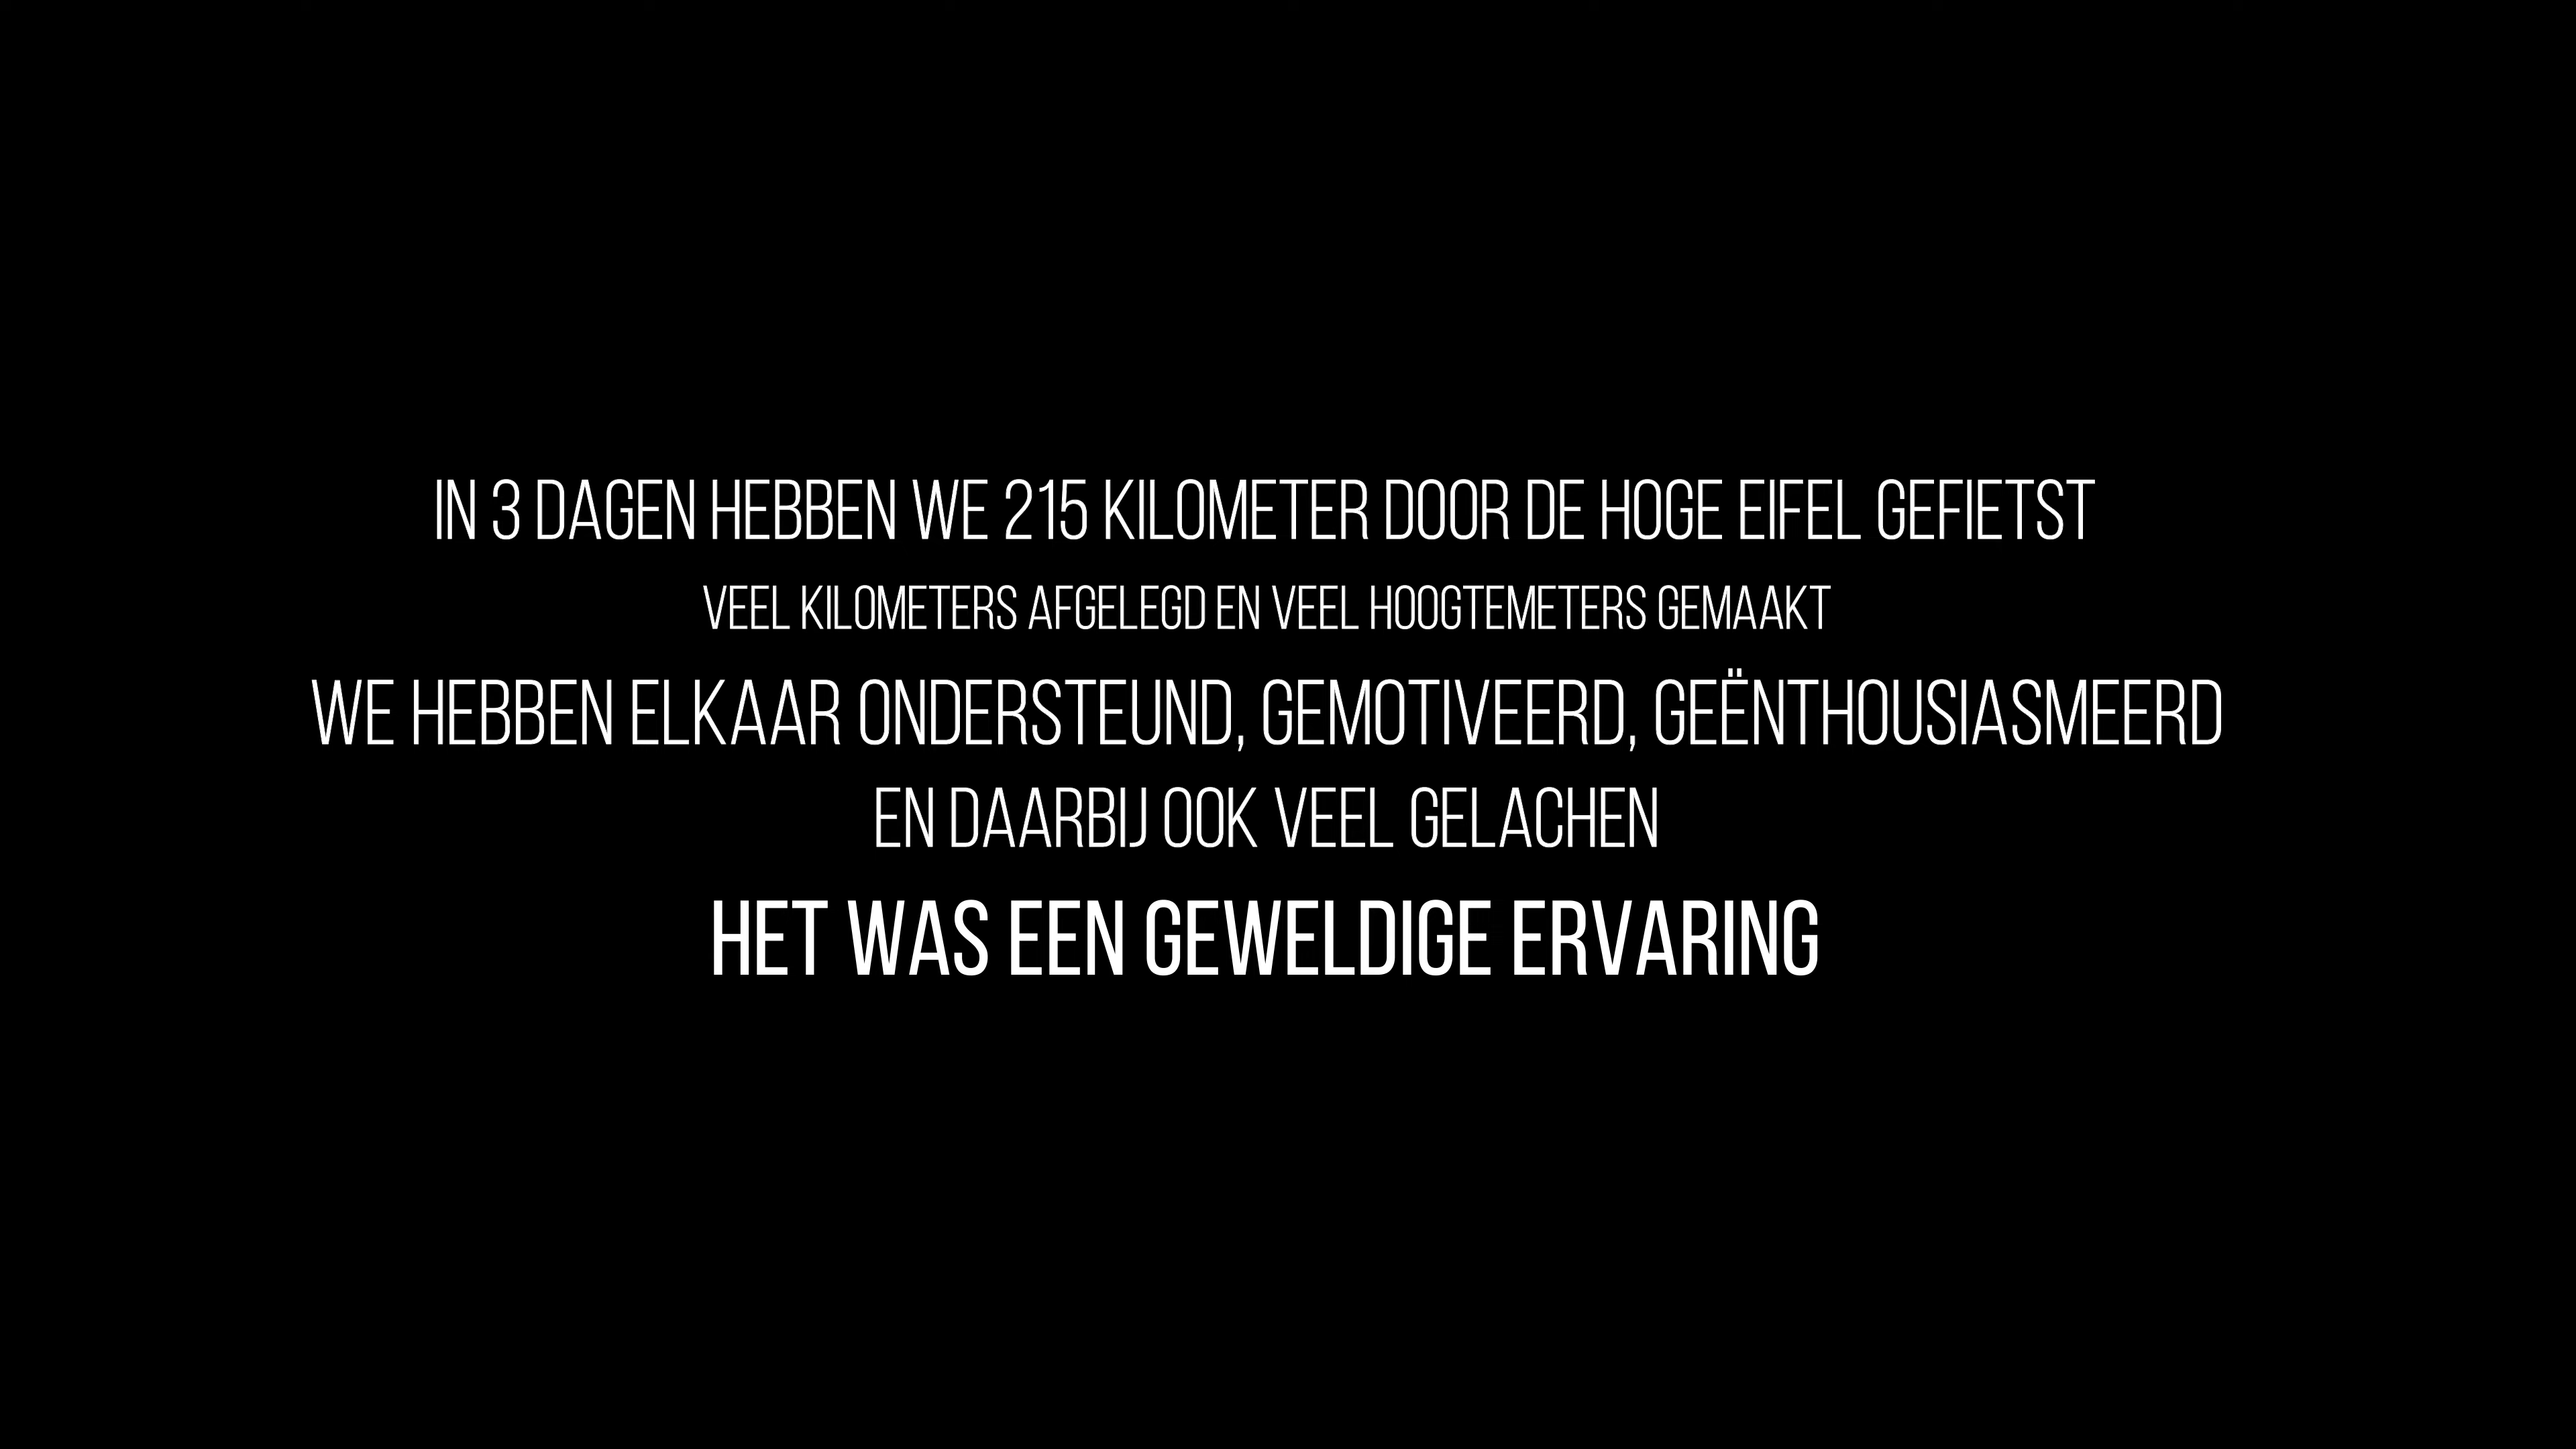 IN 3 DAGEN HEBBEN WE 215 KILOMETER DOOR DE HOGE EIFEL GEFIETST
VEEL KILOMETERS AFGELEGD EN VEEL HOOGTEMETERS GEMAAKT
WE HEBBEN ELKAAR ONDERSTEUND, GEMOTIVEERD, GEËNTHOUSIASMEERD
EN DAARBIJ OOK VEEL GELACHEN
HET WAS EEN GEWELDIGE ERVARING